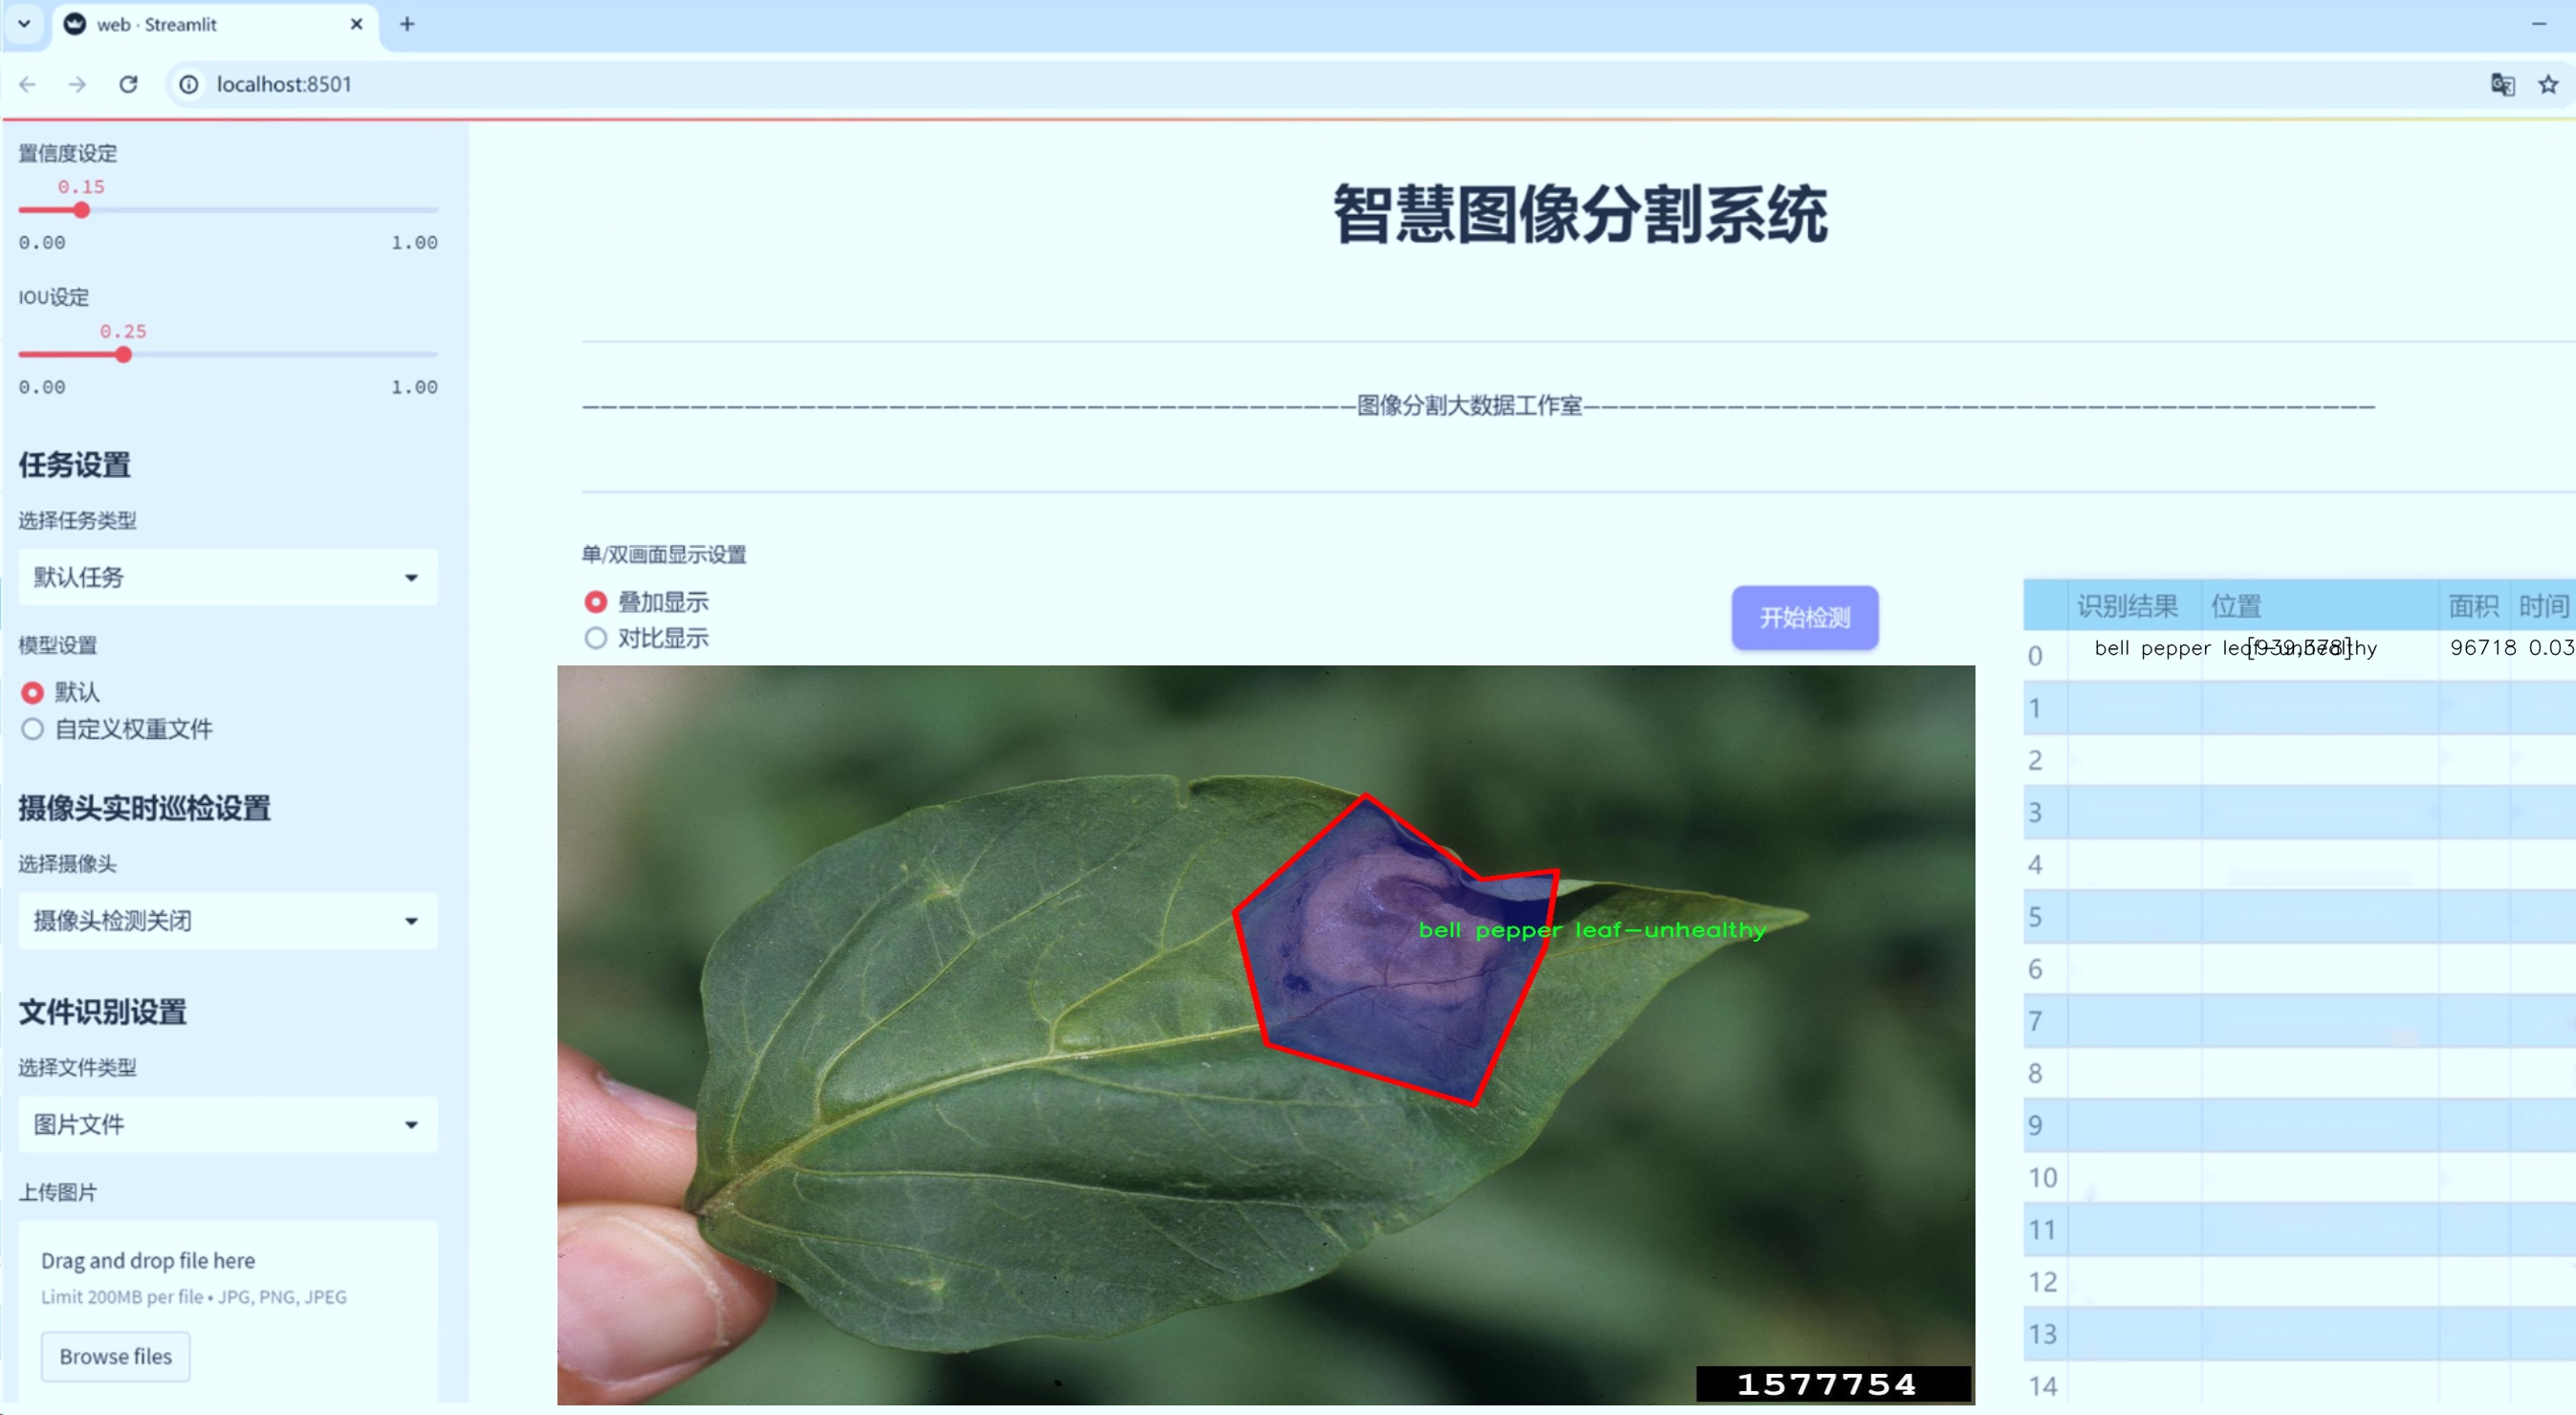 web · Streamlit
localhost:8501
置信度设定
0.15
0.00 1.00
IOU设定
0.25
0.00 1.00
任务设置
选择任务类型
默认任务
模型设置
默认
自定义权重文件
摄像头实时巡检设置
选择摄像头
摄像头检测关闭
文件识别设置
选择文件类型
图片文件
上传图片
Drag and drop file here
Limit 200MB per file • JPG, PNG, JPEG
Browse files
智慧图像分割系统
———————————————————————————————————————————图像分割大数据工作室————————————————————————————————————————————
单/双画面显示设置
叠加显示
对比显示
开始检测
bell pepper leaf-unhealthy
1577754
识别结果 位置 面积 时间
0 bell pepper leaf-unhealthy [939,378] 96718 0.03
1
2
3
4
5
6
7
8
9
10
11
12
13
14